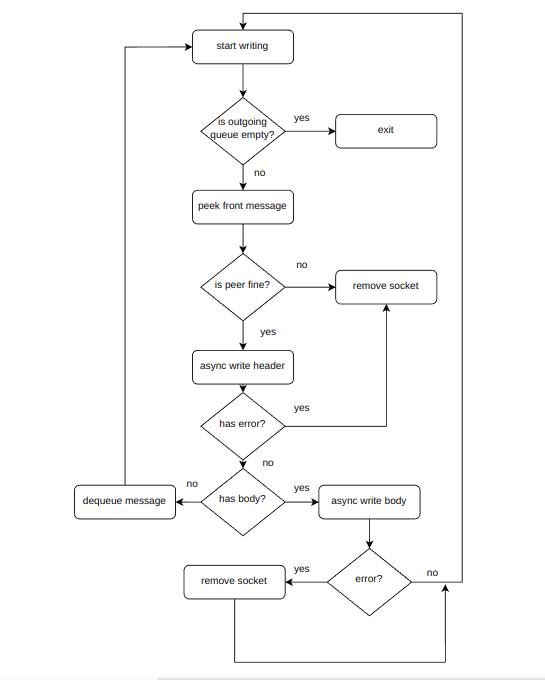 start writing
is outgoing
queue empty?
yes
exit
no
peek front message
no
is peer fine?
remove socket
yes
async write header
yes
has error?
no
no
has body?
yes
dequeue message
async write body
yes
error?
no
remove socket